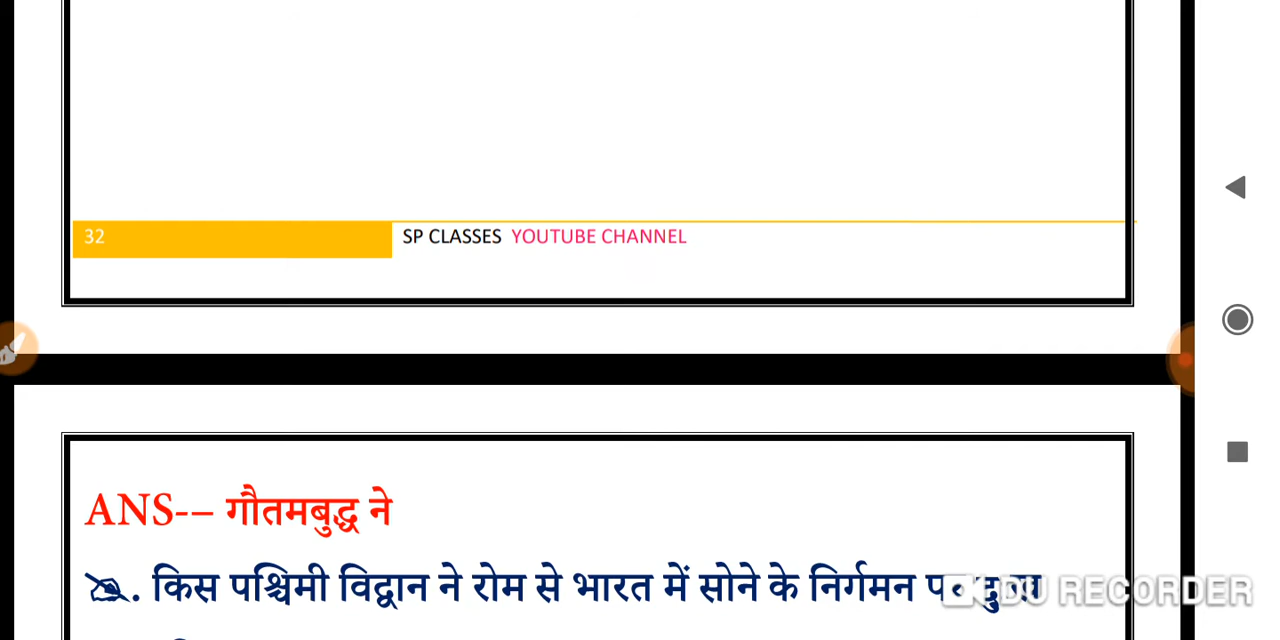 32
SP CLASSES YOUTUBE CHANNEL
ANS-– गौतमबुद्ध ने
. किस पश्चिमी विद्वान ने रोम से भारत में सोने के निर्गमन
DU RECORDER